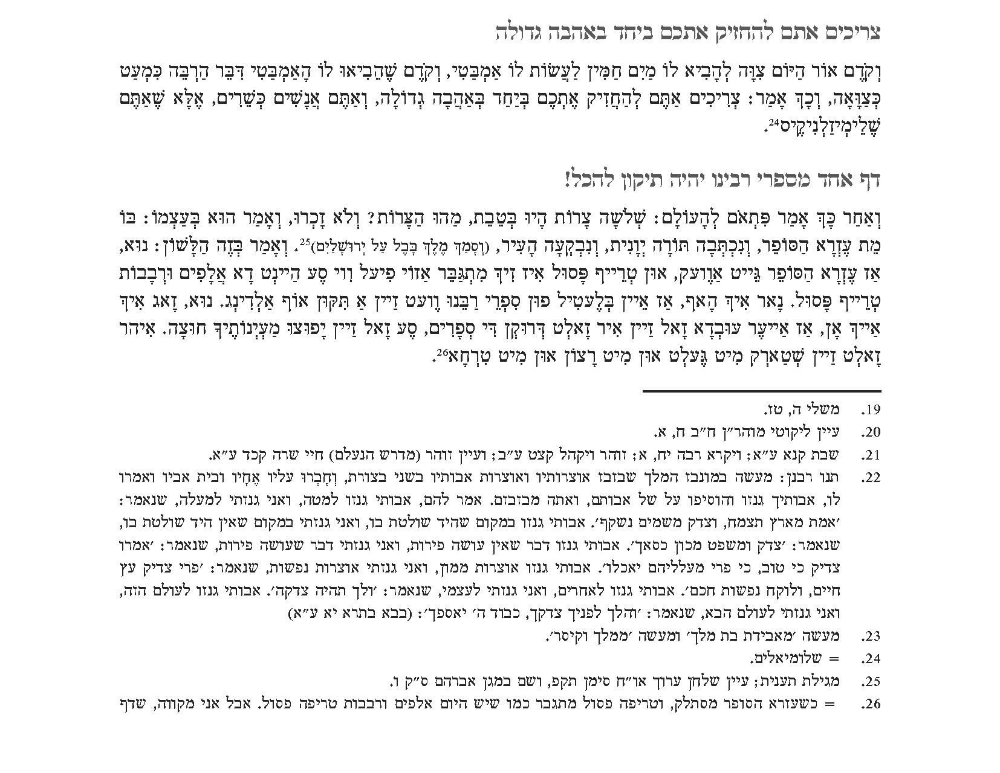 צריכים אתם להחזיק אתכם ביחד באהבה גדולה
וְקֹדֶם אוֹר הַיּוֹם צִוָּה לְהָבִיא לוֹ מַיִם חַמִּין לַעֲשׂוֹת לוֹ אַמְבַּטִי, וְקֹדֶם שֶׁהֵבִיאוּ לוֹ הָאַמְבַּטִי דִּבֵּר הַרְבֵּה כִּמְעַט
כְּצַוָּאָה, וְכָךְ אָמַר: צְרִיכִים אַתֶּם לְהַחֲזִיק אֶתְכֶם בְּיַחַד בְּאַהֲבָה גְדוֹלָה, וְאַתֶּם אֲנָשִׁים כְּשֵׁרִים, אֶלָּא שֶׁאַתֶּם
שֶׁלֵימְיזַלְנִיקֶיס24.
דף אחד מספרי רבינו יהיה תיקון להכל!
וְאַחַר כָּךְ אָמַר פִּתְאֹם לְהָעוֹלָם: שְׁלֹשָׁה צָרוֹת הָיוּ בְּטֵבֵת, מַהוּ הַצָּרוֹת? וְלֹא זָכְרוּ, וְאָמַר הוּא בְּעַצְמוֹ: בּוֹ
מֵת עֶזְרָא הַסּוֹפֵר, וְנִכְתְּבָה תּוֹרָה יְוָנִית, וְנִבְקְעָה הָעִיר, (וְסָמַךְ מֶלֶךְ בָּבֶל עַל יְרוּשָׁלַיִם)25. וְאָמַר בְּזֶה הַלָּשׁוֹן: נוּא,
אַז עֶזְרָא הַסּוֹפֵר גֵּייט אַוֶועק, אוּן טְרֵייף פָּסוּל אִיז זִיךְ מִתְגַּבֵּר אַזוֹי פִיעל וִוי סֶע הַיינְט דָא אֲלָפִים וּרְבָבוֹת
טְרֵייף פָּסוּל. נָאר אִיךְ הָאף, אַז אֵיין בְּלֶעטִיל פוּן סִפְרֵי רַבֵּנוּ וֶועט זַיין אַ תִּקּוּן אוֹף אַלְדִינְג. נוּא, זָאג אִיךְ
אַייךְ אָן, אַז אַייעֶר עוּבְדָא זָאל זַיין אִיר זָאלְט דְּרוּקְן דִּי סְפָרִים, סֶע זָאל זַיין יָפוּצוּ מַעְיְנוֹתֶיךָ חוּצָה. אִיהר
זָאלְט זַיין שְׁטַארְק מִיט גֶּעלְט אוּן מִיט רָצוֹן אוּן מִיט טִרְחָא26.
19. משלי ה, טז.
20. עיין ליקוטי מוהר״ן ח״ב ח, א.
21. שבת קנא ע״א; ויקרא רבה יח, א; זוהר ויקהל קצט ע״ב; ועיין זוהר (מדרש הנעלם) חיי שרה קכד ע״א.
22. תנו רבנן: מעשה במונבז המלך שבזבז אוצרותיו ואוצרות אבותיו בשני בצורת, וְחָבְרוּ עליו אֶחָיו ובית אביו ואמרו
לו, אבותיך גנזו והוסיפו על של אבותם, ואתה מבזבזם. אמר להם, אבותי גנזו למטה, ואני גנזתי למעלה, שנאמר:
׳אמת מארץ תצמח, וצדק משמים נשקף׳. אבותי גנזו במקום שהיד שולטת בו, ואני גנזתי במקום שאין היד שולטת בו,
שנאמר: ׳צדק ומשפט מכון כסאך׳. אבותי גנזו דבר שאין עושה פירות, ואני גנזתי דבר שעושה פירות, שנאמר: ׳אמרו
צדיק כי טוב, כי פרי מעלליהם יאכלו׳. אבותי גנזו אוצרות ממון, ואני גנזתי אוצרות נפשות, שנאמר: ׳פרי צדיק עץ
חיים, ולוקח נפשות חכם׳. אבותי גנזו לאחרים, ואני גנזתי לעצמי, שנאמר: ׳ולך תהיה צדקה׳. אבותי גנזו לעולם הזה,
ואני גנזתי לעולם הבא, שנאמר: ׳והלך לפניך צדקך, כבוד ה׳ יאספך׳: (בבא בתרא יא ע״א)
23. מעשה ׳מאבידת בת מלך׳ ומעשה ׳ממלך וקיסר׳.
24. = שלומיאלים.
25. מגילת תענית; עיין שלחן ערוך או״ח סימן תקפ, ושם במגן אברהם ס״ק ו.
26. = כשעזרא הסופר מסתלק, וטריפה פסול מתגבר כמו שיש היום אלפים ורבבות טריפה פסול. אבל אני מקווה, שדף